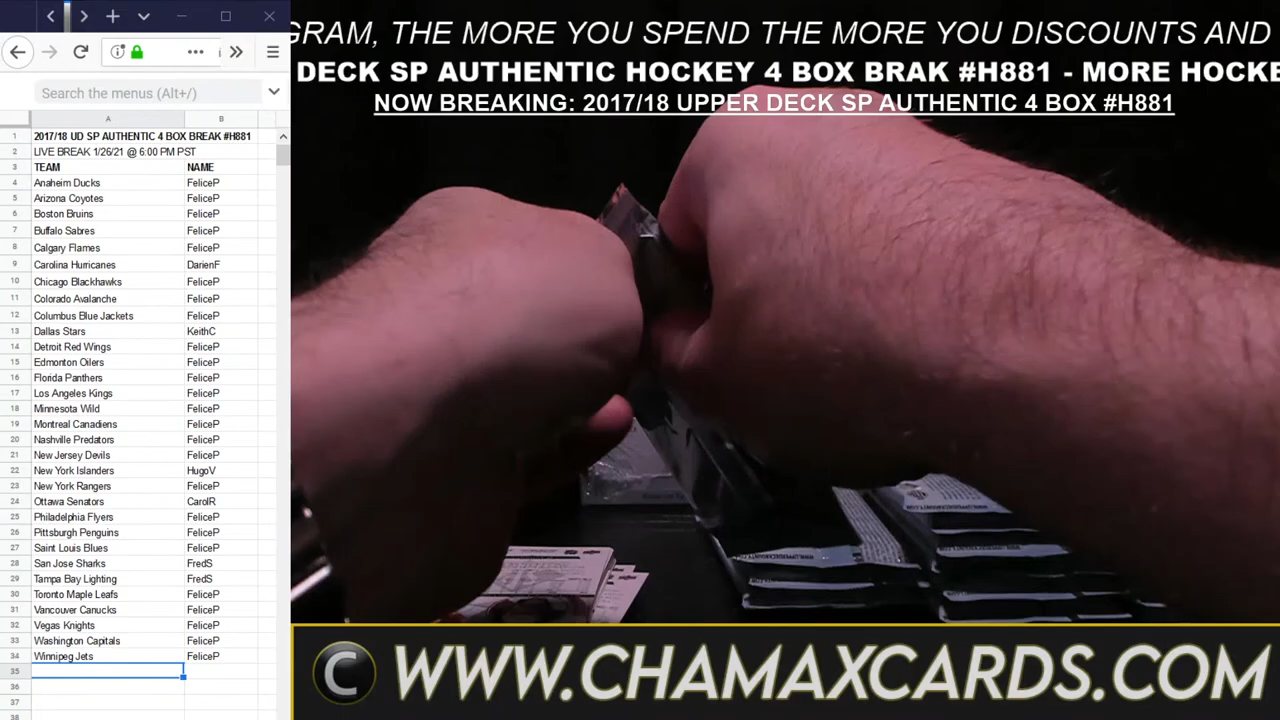 GRAM, THE MORE YOU SPEND THE MORE YOU DISCOUNTS AND
DECK SP AUTHENTIC HOCKEY 4 BOX BRAK #H881 - MORE HOCKE
NOW BREAKING: 2017/18 UPPER DECK SP AUTHENTIC 4 BOX #H881
Search the menus (Alt+/)
A B
1 2017/18 UD SP AUTHENTIC 4 BOX BREAK #H881
2 LIVE BREAK 1/26/21 @ 6:00 PM PST
3 TEAM NAME
4 Anaheim Ducks FeliceP
5 Arizona Coyotes FeliceP
6 Boston Bruins FeliceP
7 Buffalo Sabres FeliceP
8 Calgary Flames FeliceP
9 Carolina Hurricanes DarienF
10 Chicago Blackhawks FeliceP
11 Colorado Avalanche FeliceP
12 Columbus Blue Jackets FeliceP
13 Dallas Stars KeithC
14 Detroit Red Wings FeliceP
15 Edmonton Oilers FeliceP
16 Florida Panthers FeliceP
17 Los Angeles Kings FeliceP
18 Minnesota Wild FeliceP
19 Montreal Canadiens FeliceP
20 Nashville Predators FeliceP
21 New Jersey Devils FeliceP
22 New York Islanders HugoV
23 New York Rangers FeliceP
24 Ottawa Senators CarolR
25 Philadelphia Flyers FeliceP
26 Pittsburgh Penguins FeliceP
27 Saint Louis Blues FeliceP
28 San Jose Sharks FredS
29 Tampa Bay Lighting FredS
30 Toronto Maple Leafs FeliceP
31 Vancouver Canucks FeliceP
32 Vegas Knights FeliceP
33 Washington Capitals FeliceP
34 Winnipeg Jets FeliceP
35
36
37
38
C WWW.CHAMAXCARDS.COM